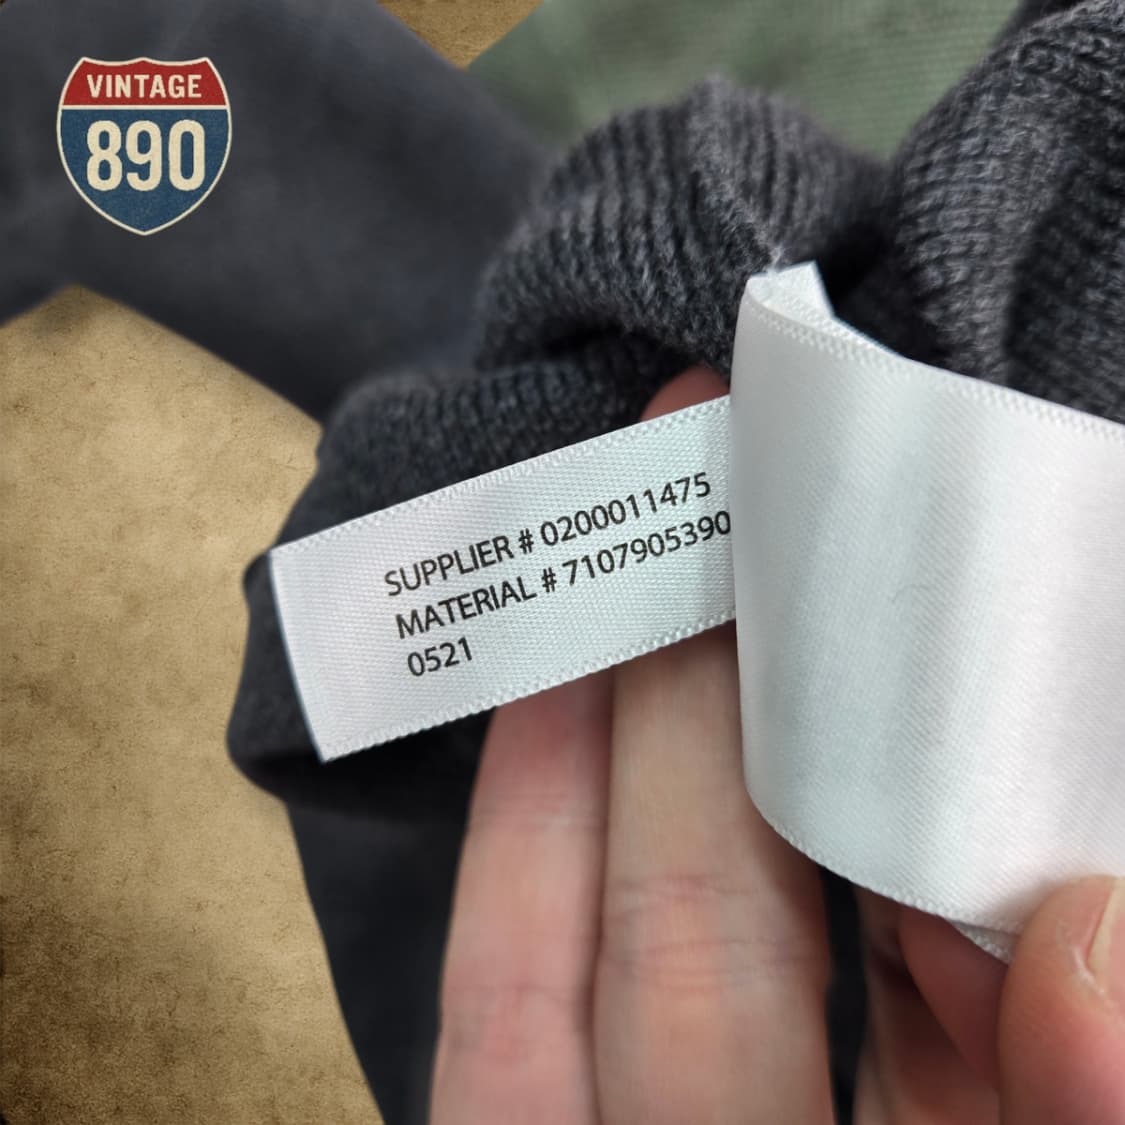 VINTAGE
890
SUPPLIER # 0200011475
MATERIAL # 7107905390
0521